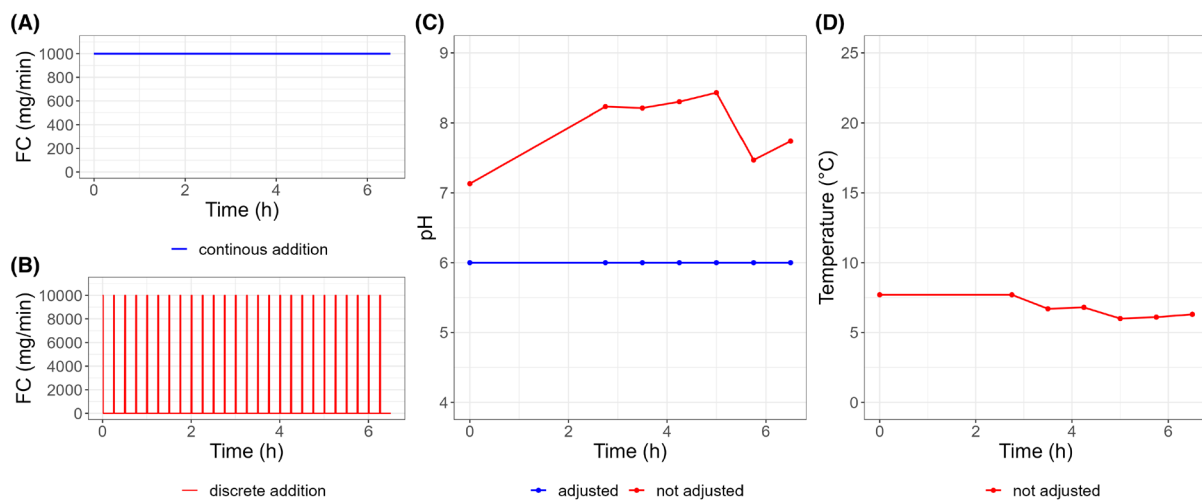 (A)
FC (mg/min)
1000
800
600
400
200
0
0 2 4 6
Time (h)
continous addition
(B)
FC (mg/min)
10000
8000
6000
4000
2000
0
0 2 4 6
Time (h)
discrete addition
(C)
pH
9
8
7
6
5
4
0 2 4 6
Time (h)
adjusted not adjusted
(D)
Temperature (°C)
25
20
15
10
5
0
0 2 4 6
Time (h)
not adjusted